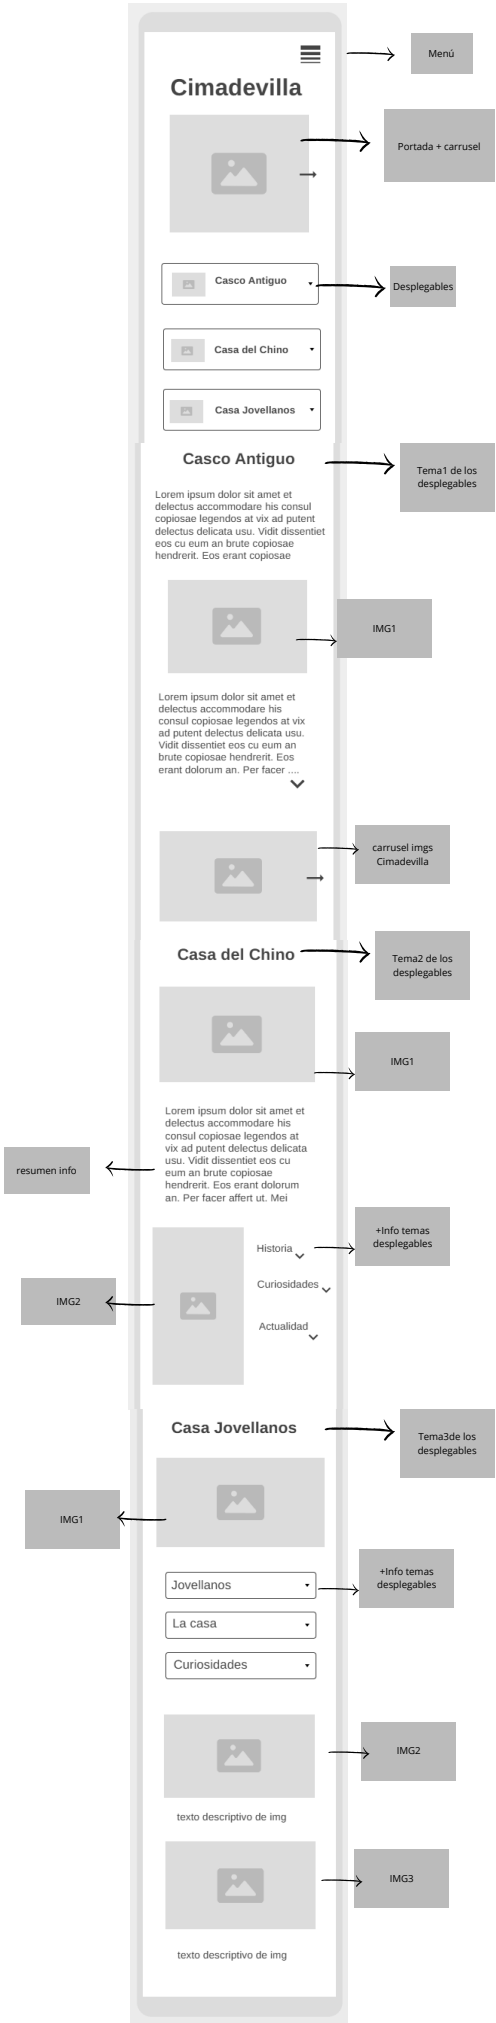 Menú
Cimadevilla
Portada + carrusel
Casco Antiguo
Desplegables
Casa del Chino
Casa Jovellanos
Casco Antiguo
Tema1 de los
desplegables
Lorem ipsum dolor sit amet et
delectus accommodare his consul
copiosae legendos at vix ad putent
delectus delicata usu. Vidit dissentiet
eos cu eum an brute copiosae
hendrerit. Eos erant copiosae
IMG1
Lorem ipsum dolor sit amet et
delectus accommodare his
consul copiosae legendos at vix
ad putent delectus delicata usu.
Vidit dissentiet eos cu eum an
brute copiosae hendrerit. Eos
erant dolorum an. Per facer ....
carrusel imgs
Cimadevilla
Casa del Chino
Tema2 de los
desplegables
IMG1
Lorem ipsum dolor sit amet et
delectus accommodare his
consul copiosae legendos at
vix ad putent delectus delicata
usu. Vidit dissentiet eos cu
eum an brute copiosae
hendrerit. Eos erant dolorum
an. Per facer affert ut. Mei
resumen info
+Info temas
desplegables
Historia
Curiosidades
Actualidad
IMG2
Casa Jovellanos
Tema3de los
desplegables
IMG1
+Info temas
desplegables
Jovellanos
La casa
Curiosidades
IMG2
texto descriptivo de img
IMG3
texto descriptivo de img